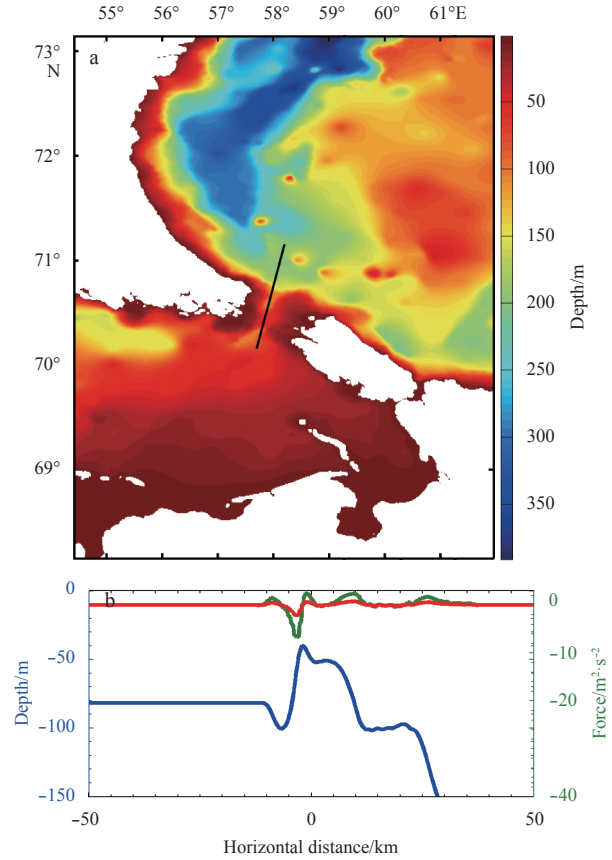 55° 56° 57° 58° 59° 60° 61°E
73°
N
a
72°
71°
70°
69°
50
100
150
200
250
300
350
Depth/m
b
0
-50
-100
-150
Depth/m
0
-10
-20
-40
Force/m²·s⁻²
-50 0 50
Horizontal distance/km